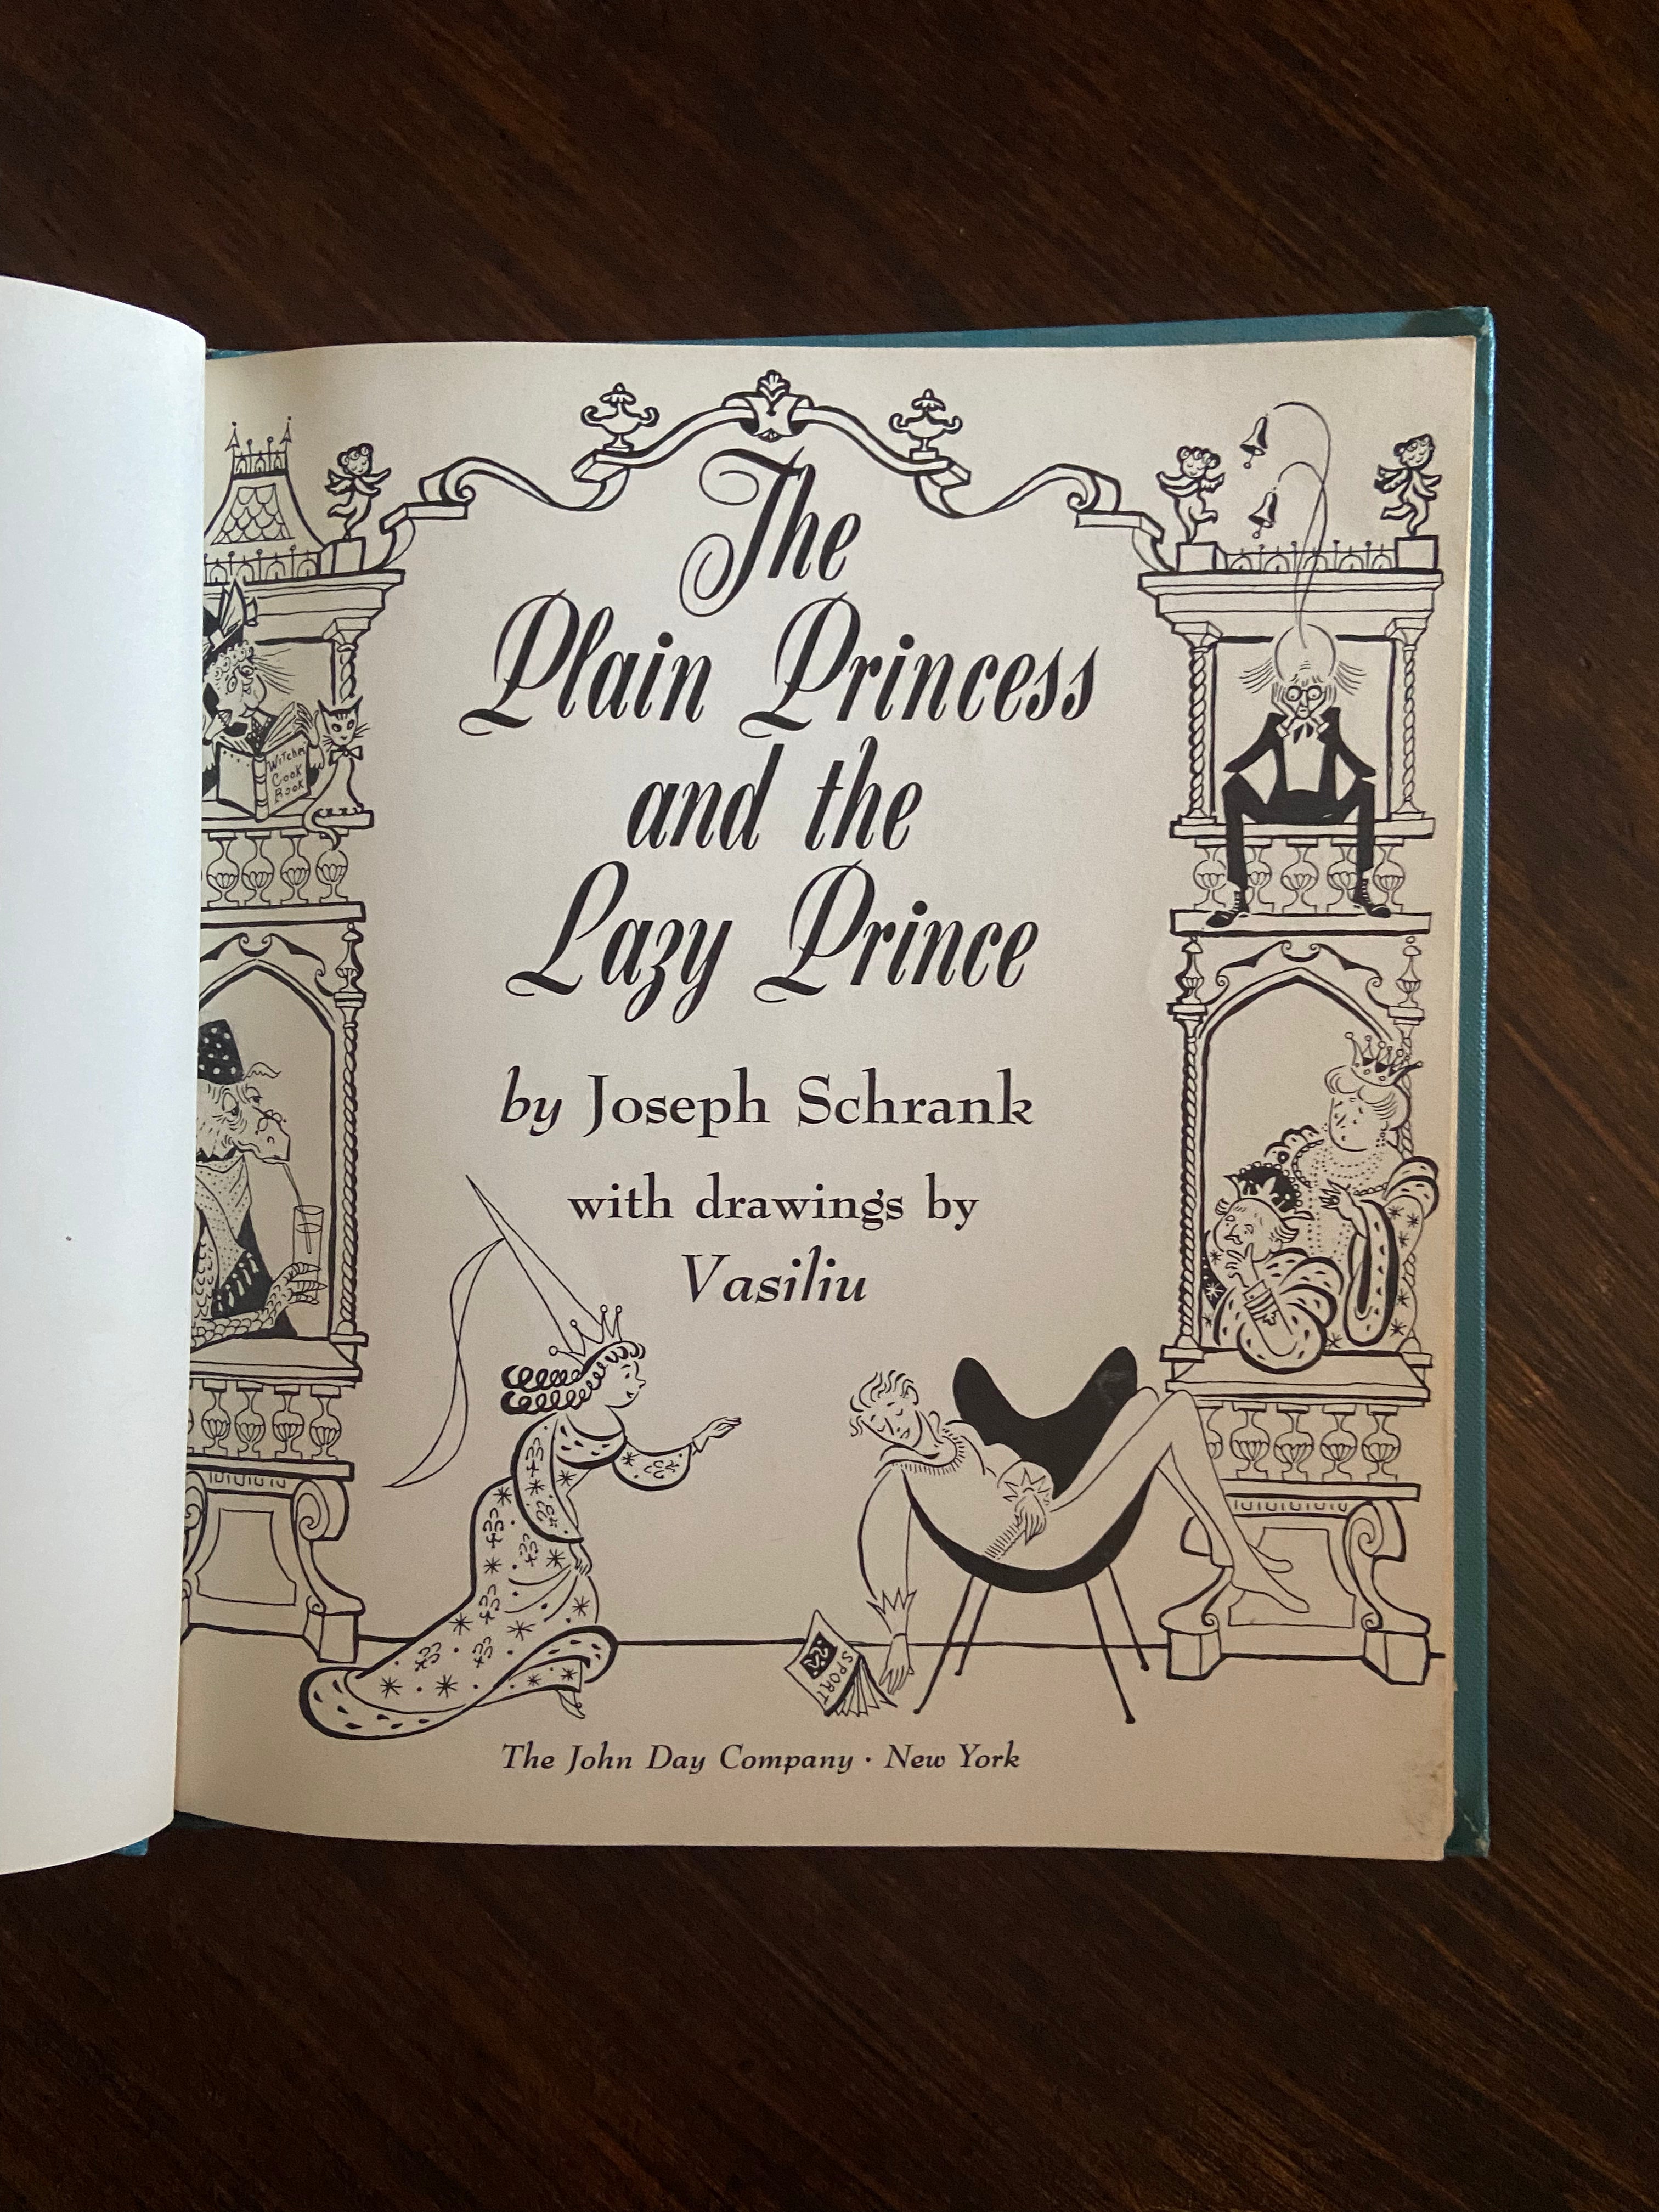 The
Plain Princess
and the
Lazy Prince
by Joseph Schrank
with drawings by
Vasiliu
Witches
Cook
Book
SPORT
The John Day Company · New York